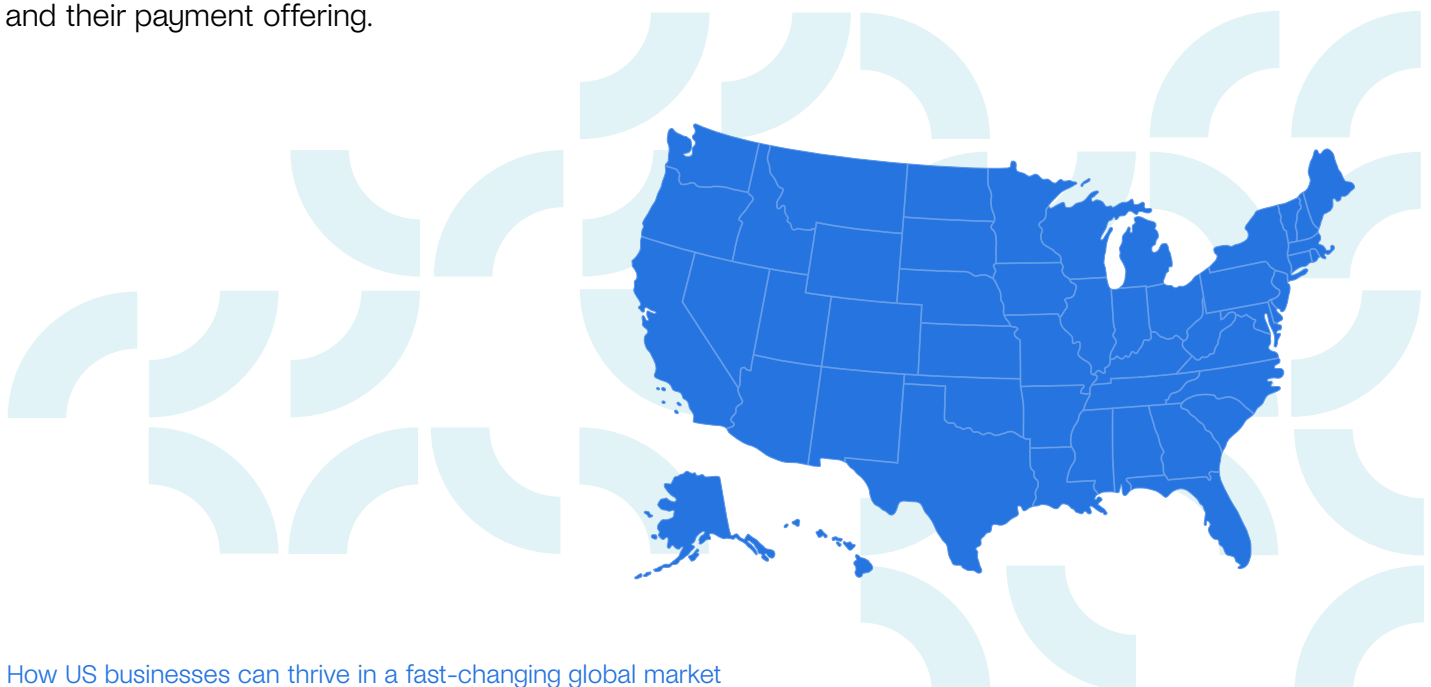 and their payment offering.
How US businesses can thrive in a fast-changing global market